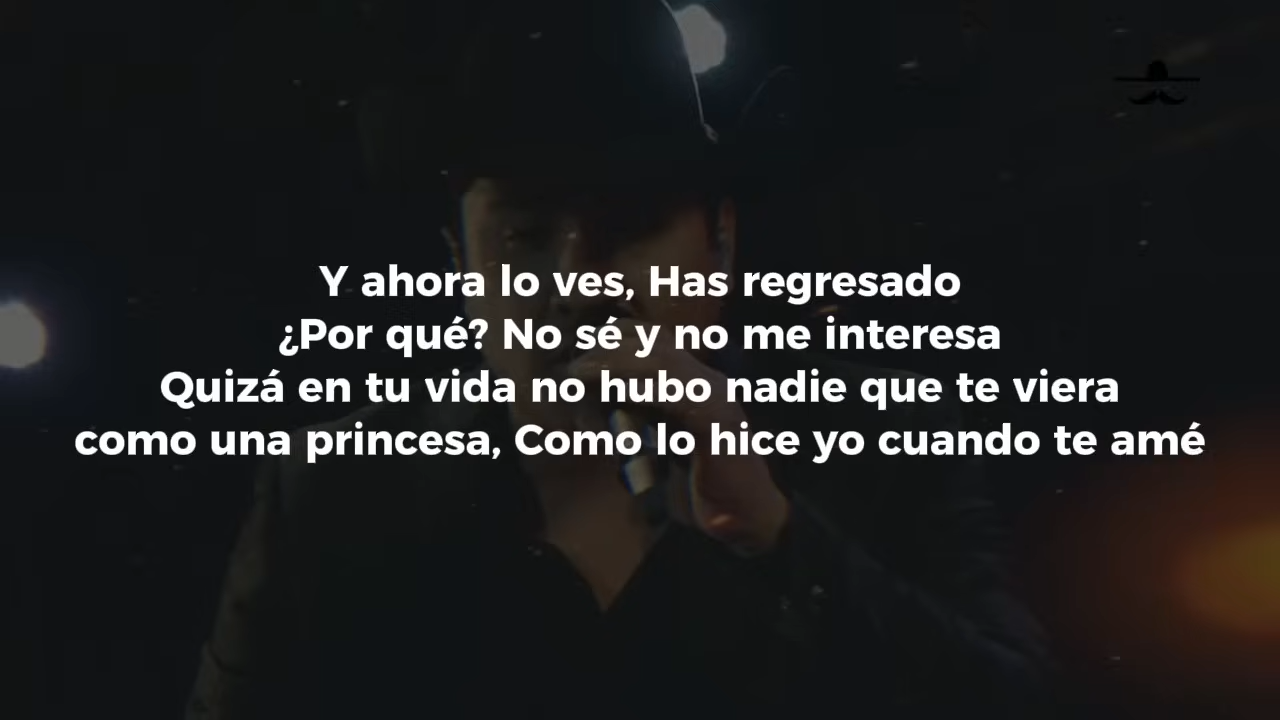 Y ahora lo ves, Has regresado
¿Por qué? No sé y no me interesa
Quizá en tu vida no hubo nadie que te viera
como una princesa, Como lo hice yo cuando te amé